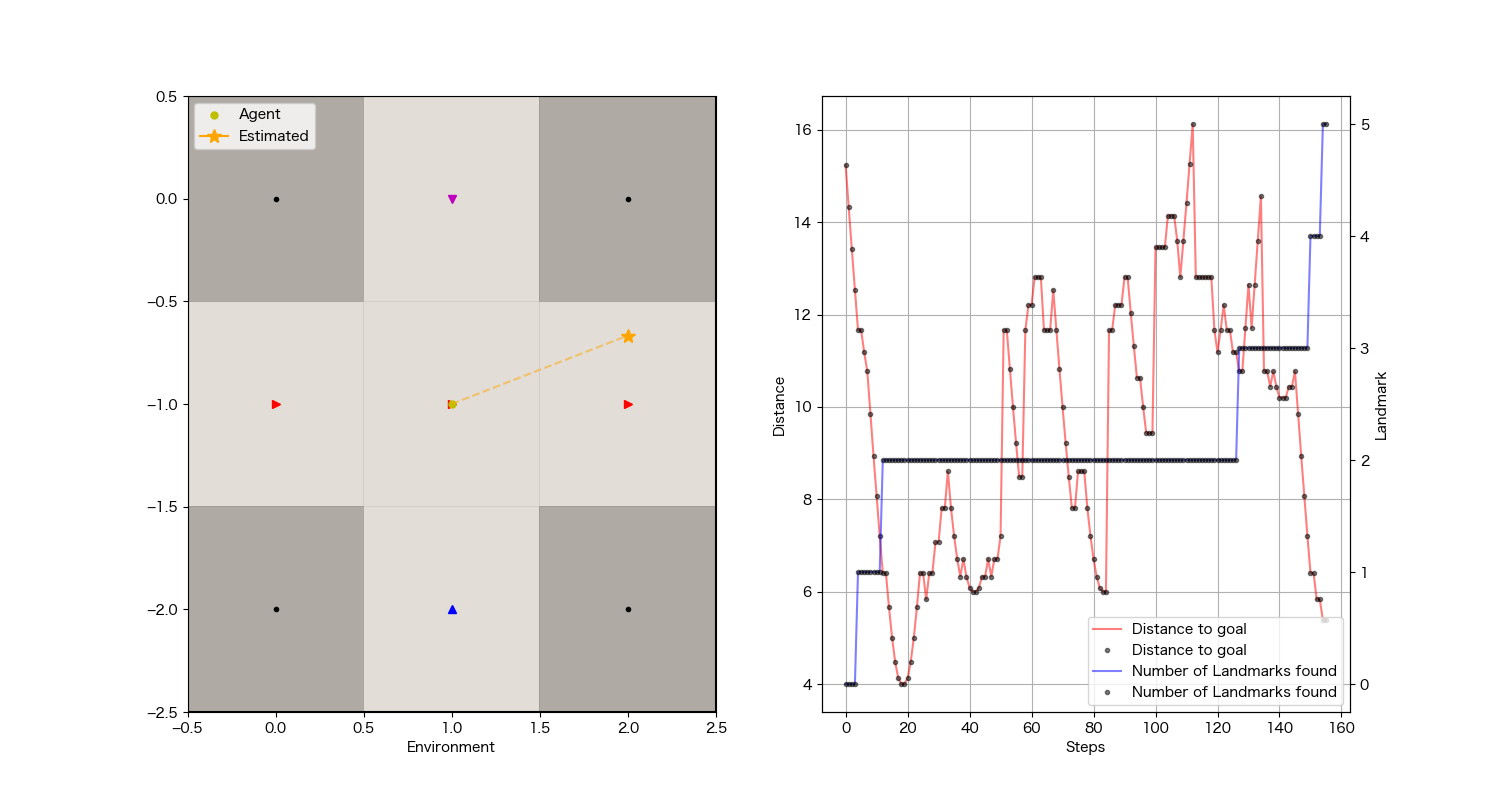 Agent
Estimated
0.5
0.0
−0.5
−1.0
−1.5
−2.0
−2.5
−0.5 0.0 0.5 1.0 1.5 2.0 2.5
Environment
16
14
12
10
8
6
4
Distance
5
4
3
2
1
0
Landmark
Distance to goal
Distance to goal
Number of Landmarks found
Number of Landmarks found
0 20 40 60 80 100 120 140 160
Steps